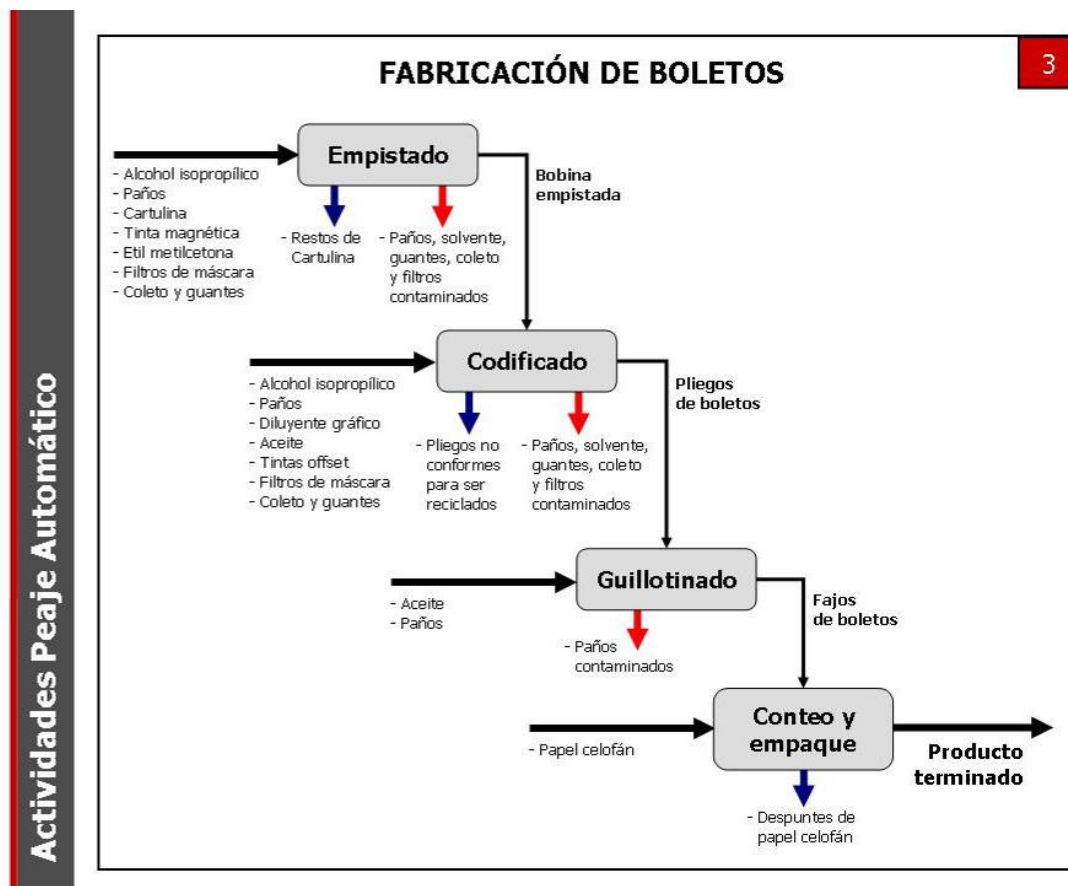 Actividades Peaje Automático
FABRICACIÓN DE BOLETOS
3
Empistado
- Alcohol isopropílico
- Paños
- Cartulina
- Tinta magnética
- Etil metilcetona
- Filtros de máscara
- Coleto y guantes
- Restos de
Cartulina
- Paños, solvente,
guantes, coleto
y filtros
contaminados
Bobina
empistada
Codificado
- Alcohol isopropílico
- Paños
- Diluyente gráfico
- Aceite
- Tintas offset
- Filtros de máscara
- Coleto y guantes
- Pliegos no
conformes
para ser
reciclados
- Paños, solvente,
guantes, coleto
y filtros
contaminados
Pliegos
de boletos
Guillotinado
- Aceite
- Paños
- Paños
contaminados
Fajos
de boletos
Conteo y
empaque
- Papel celofán
- Despuntes de
papel celofán
Producto
terminado